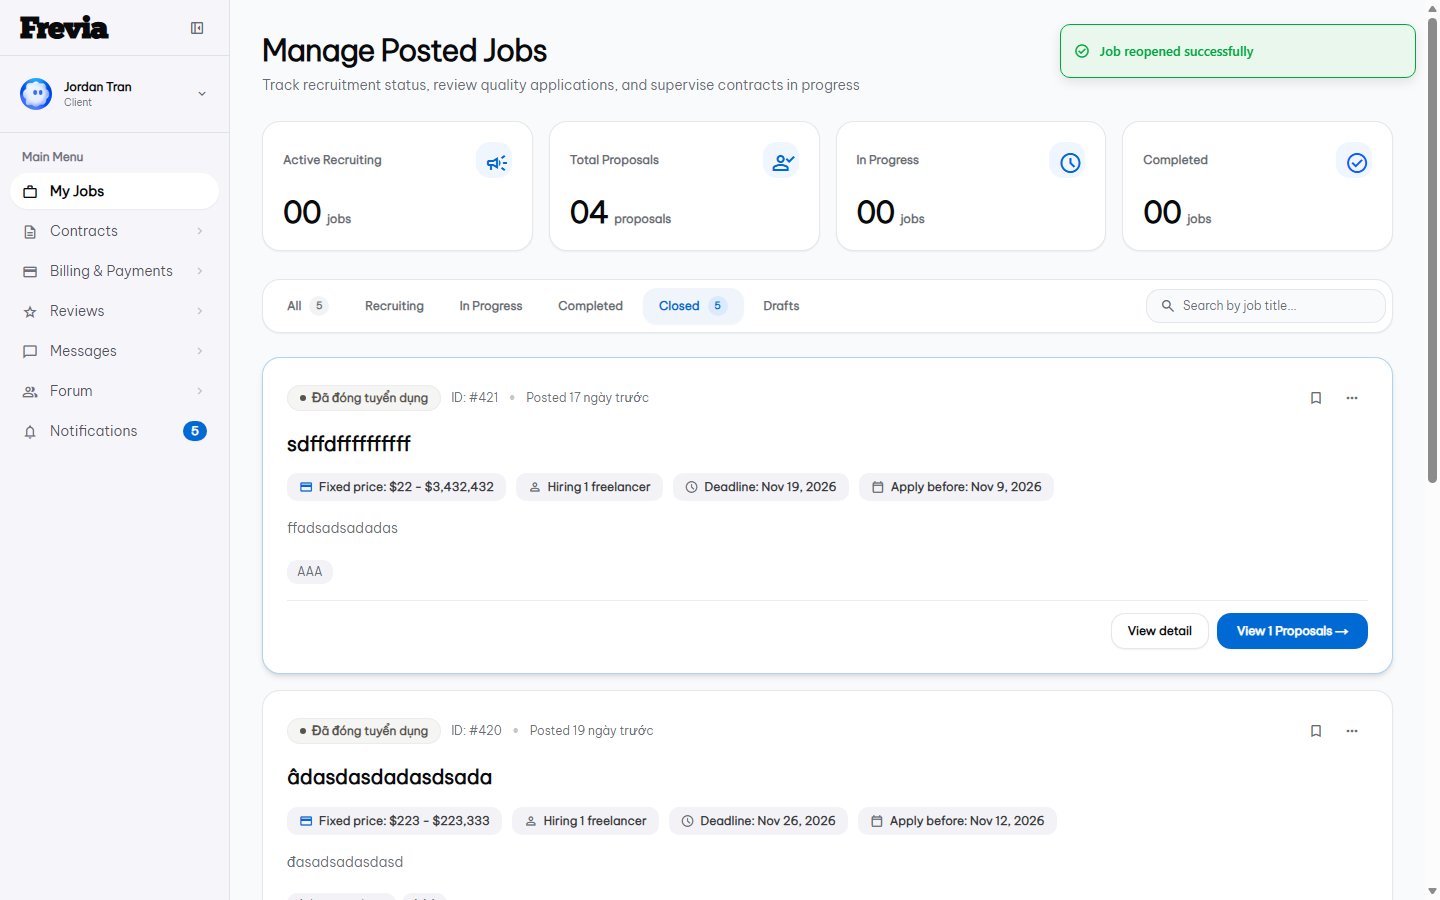 Frevia
Jordan Tran
Client
Main Menu
My Jobs
Contracts
Billing & Payments
Reviews
Messages
Forum
Notifications 5
Manage Posted Jobs
Track recruitment status, review quality applications, and supervise contracts in progress
Job reopened successfully
Active Recruiting
00 jobs
Total Proposals
04 proposals
In Progress
00 jobs
Completed
00 jobs
All 5 Recruiting In Progress Completed Closed 5 Drafts Search by job title...
Đã đóng tuyển dụng ID: #421 Posted 17 ngày trước
sdffdffffffffff
Fixed price: $22 - $3,432,432 Hiring 1 freelancer Deadline: Nov 19, 2026 Apply before: Nov 9, 2026
ffadsadsadadas
AAA
View detail View 1 Proposals →
Đã đóng tuyển dụng ID: #420 Posted 19 ngày trước
âdasdasdadasdsada
Fixed price: $223 - $223,333 Hiring 1 freelancer Deadline: Nov 26, 2026 Apply before: Nov 12, 2026
đasadsadasdasd